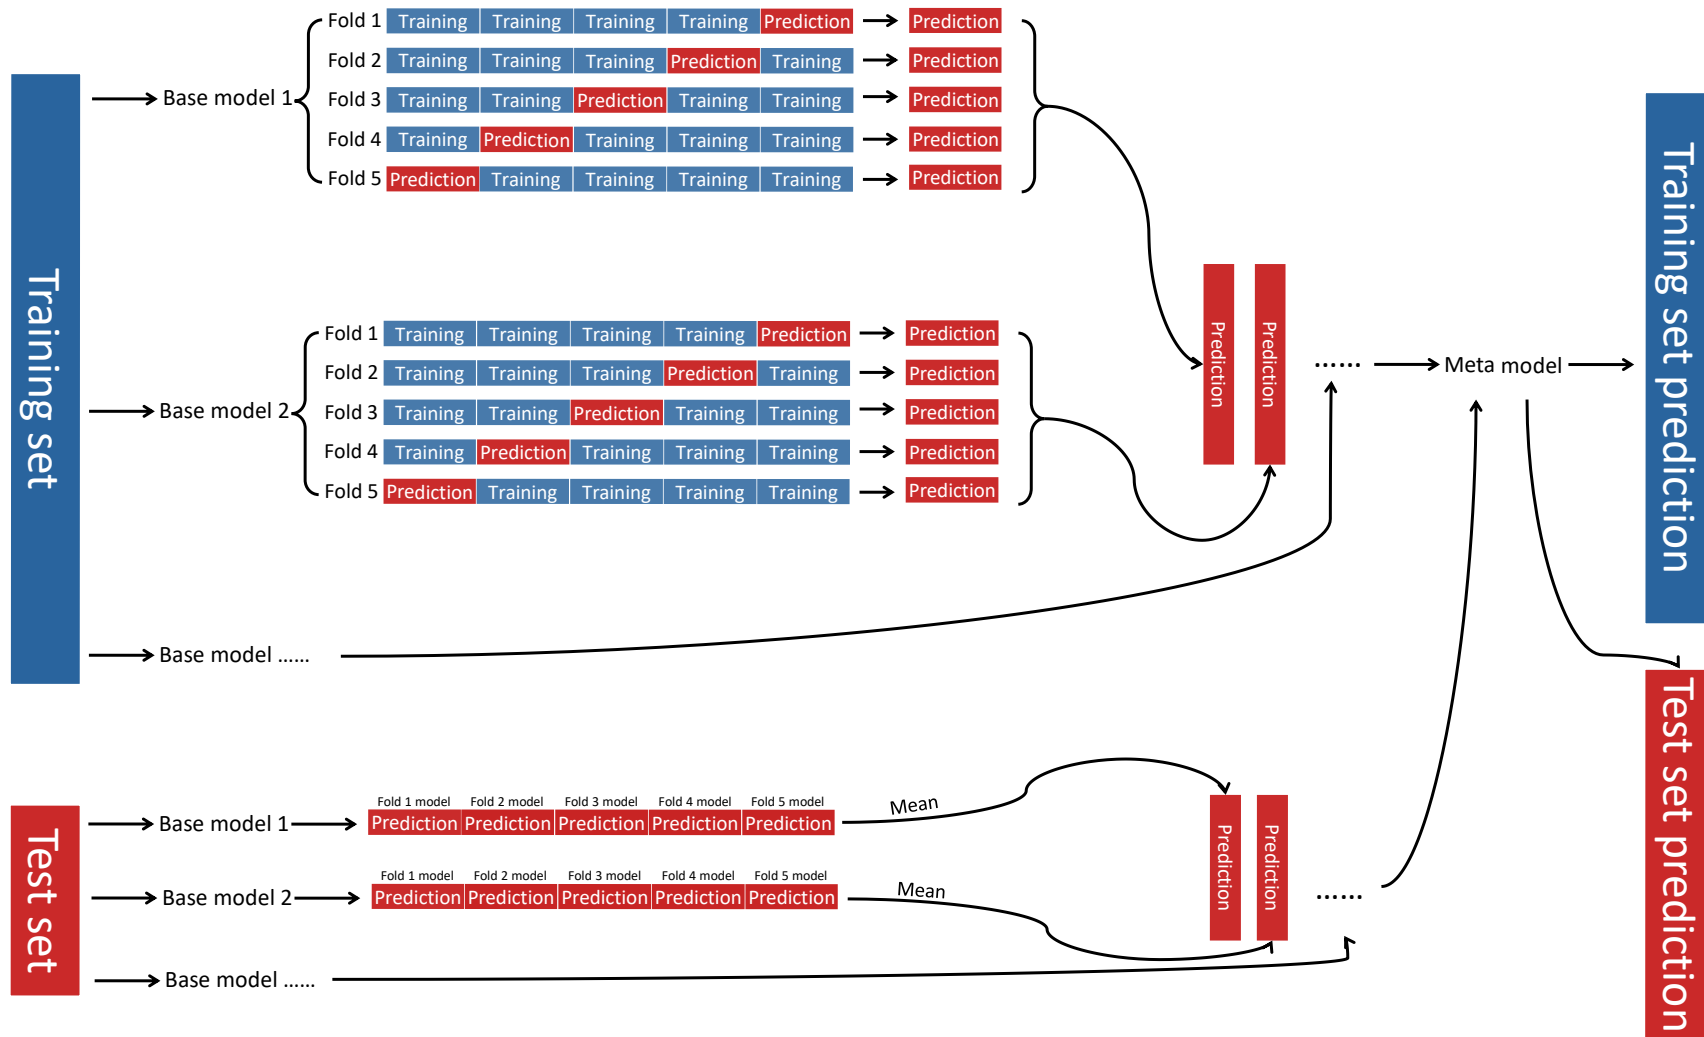 Training set
Base model 1
Fold 1 Training Training Training Training Prediction Prediction
Fold 2 Training Training Training Prediction Training Prediction
Fold 3 Training Training Prediction Training Training Prediction
Fold 4 Training Prediction Training Training Training Prediction
Fold 5 Prediction Training Training Training Training Prediction
Base model 2
Fold 1 Training Training Training Training Prediction Prediction
Fold 2 Training Training Training Prediction Training Prediction
Fold 3 Training Training Prediction Training Training Prediction
Fold 4 Training Prediction Training Training Training Prediction
Fold 5 Prediction Training Training Training Training Prediction
Base model ......
Prediction
Prediction
......
Meta model
Training set prediction
Test set
Base model 1
Fold 1 model Fold 2 model Fold 3 model Fold 4 model Fold 5 model
Prediction Prediction Prediction Prediction Prediction
Mean
Base model 2
Fold 1 model Fold 2 model Fold 3 model Fold 4 model Fold 5 model
Prediction Prediction Prediction Prediction Prediction
Mean
Base model ......
Prediction
Prediction
......
Test set prediction